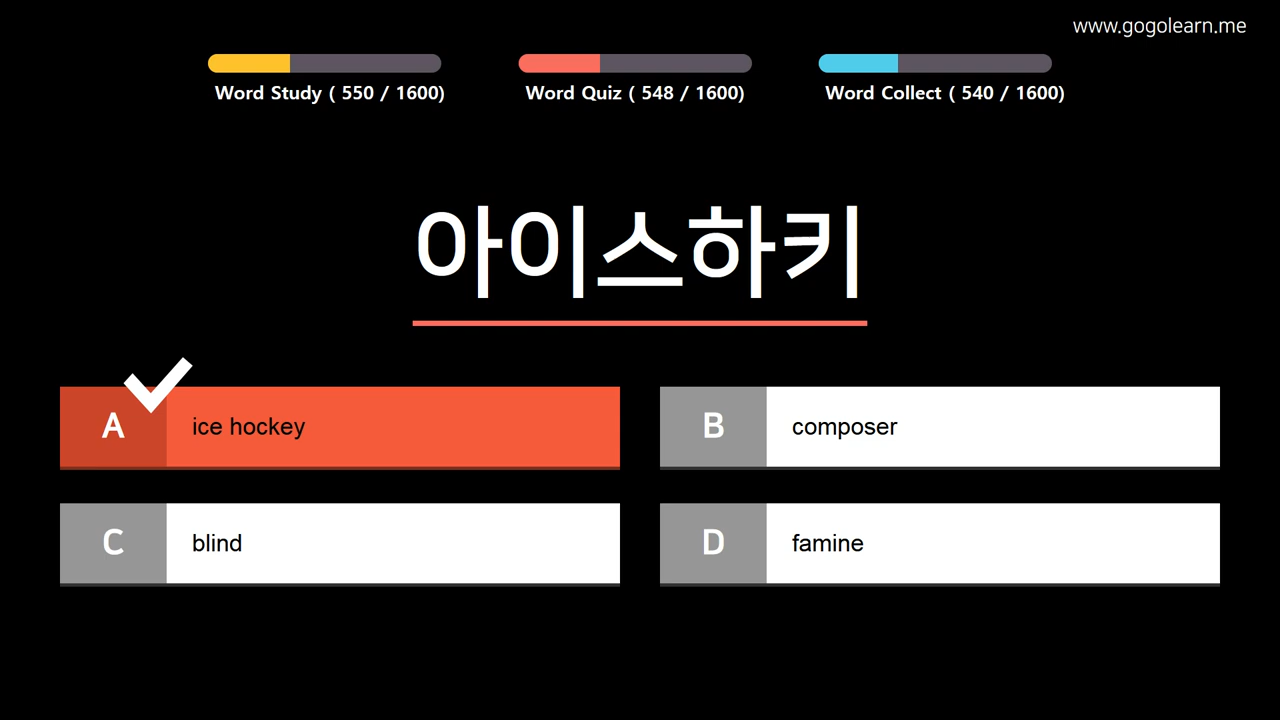 www.gogolearn.me
Word Study ( 550 / 1600)
Word Quiz ( 548 / 1600)
Word Collect ( 540 / 1600)
아이스하키
A ice hockey
B composer
C blind
D famine